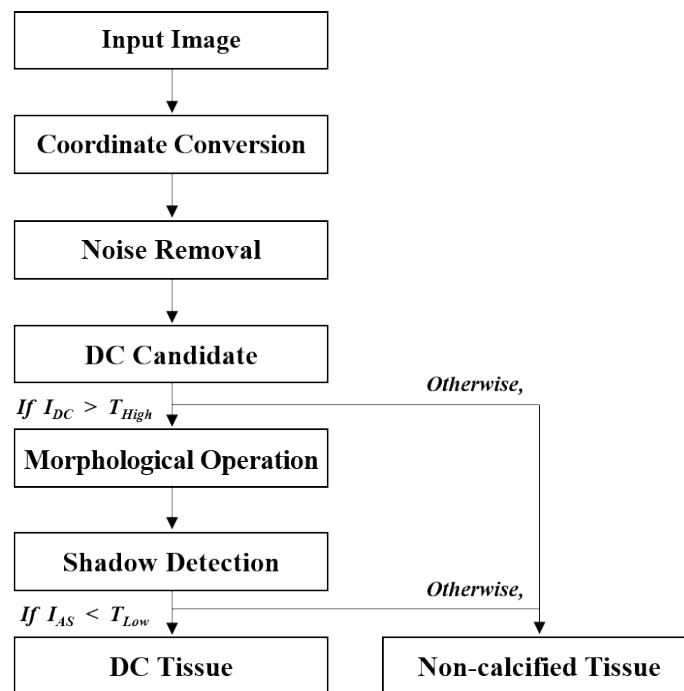 Input Image
Coordinate Conversion
Noise Removal
DC Candidate
Otherwise,
If I_DC > T_High
Morphological Operation
Shadow Detection
Otherwise,
If I_AS < T_Low
DC Tissue
Non-calcified Tissue